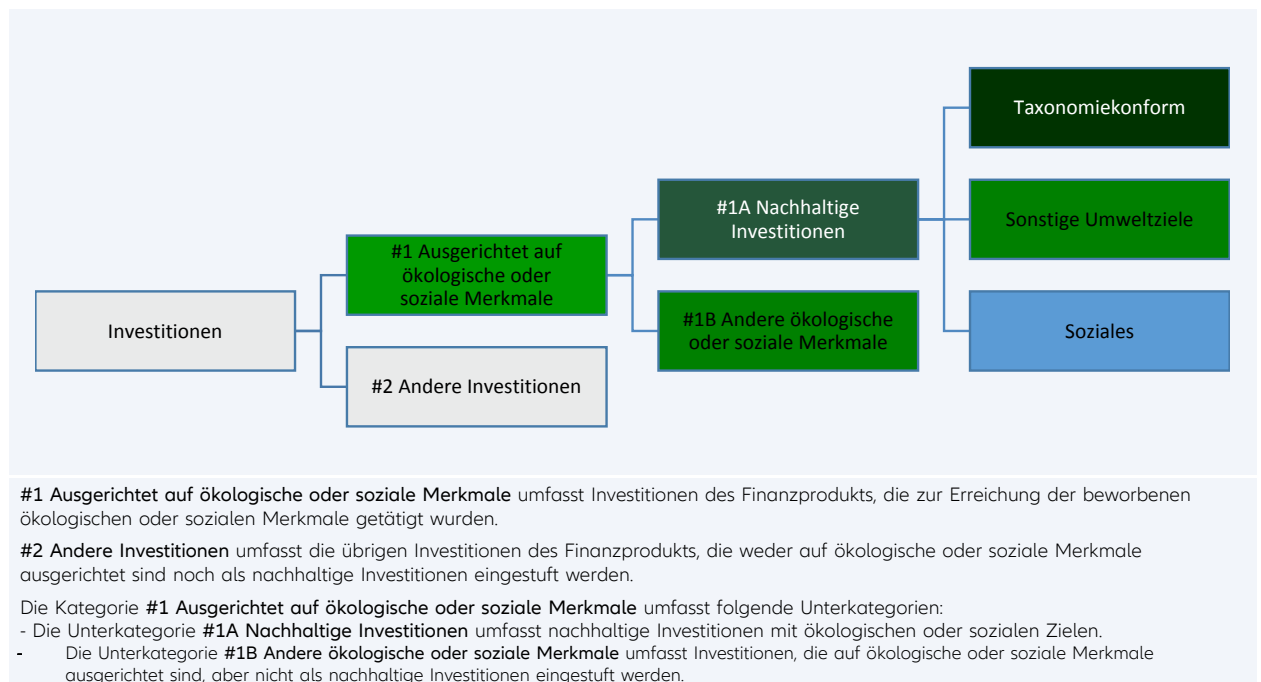 Taxonomiekonform
#1A Nachhaltige
Investitionen
Sonstige Umweltziele
#1 Ausgerichtet auf
ökologische oder
soziale Merkmale
#1B Andere ökologische
oder soziale Merkmale
Investitionen
Soziales
#2 Andere Investitionen
#1 Ausgerichtet auf ökologische oder soziale Merkmale umfasst Investitionen des Finanzprodukts, die zur Erreichung der beworbenen
ökologischen oder sozialen Merkmale getätigt wurden.
#2 Andere Investitionen umfasst die übrigen Investitionen des Finanzprodukts, die weder auf ökologische oder soziale Merkmale
ausgerichtet sind noch als nachhaltige Investitionen eingestuft werden.
Die Kategorie #1 Ausgerichtet auf ökologische oder soziale Merkmale umfasst folgende Unterkategorien:
- Die Unterkategorie #1A Nachhaltige Investitionen umfasst nachhaltige Investitionen mit ökologischen oder sozialen Zielen.
- Die Unterkategorie #1B Andere ökologische oder soziale Merkmale umfasst Investitionen, die auf ökologische oder soziale Merkmale
ausgerichtet sind, aber nicht als nachhaltige Investitionen eingestuft werden.